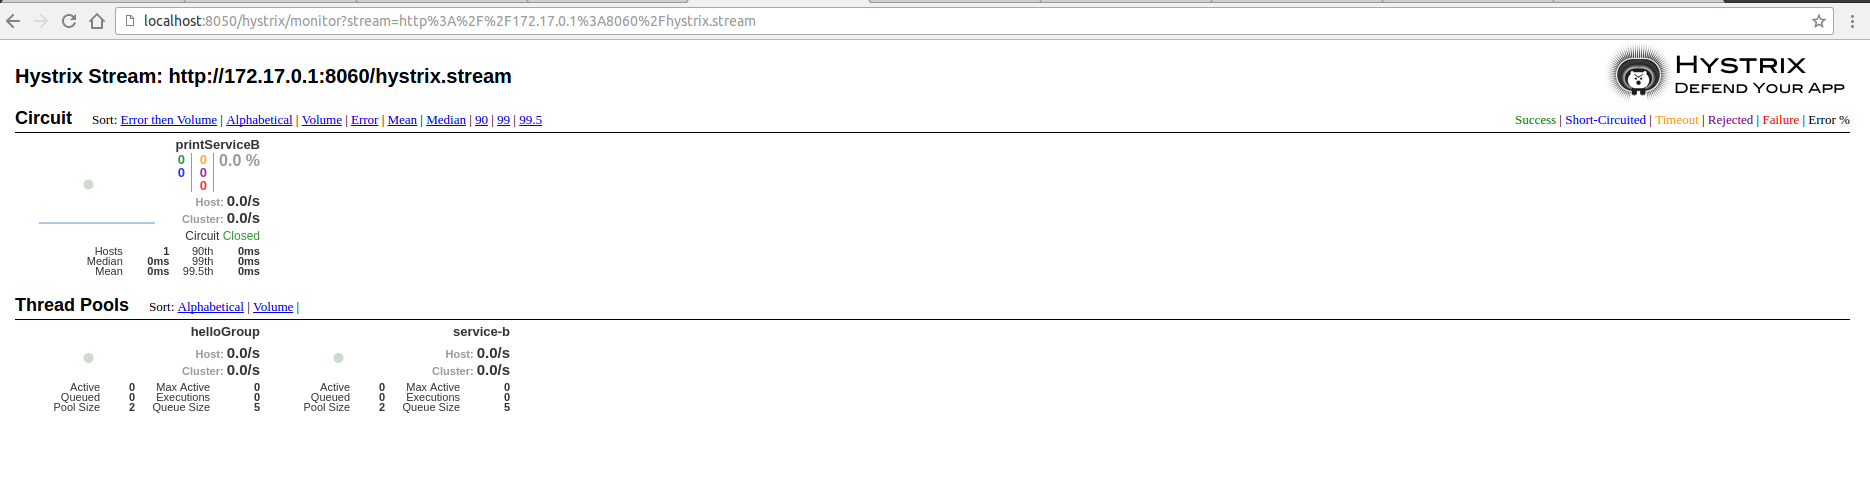 localhost:8050/hystrix/monitor?stream=http%3A%2F%2F172.17.0.1%3A8060%2Fhystrix.stream
Hystrix Stream: http://172.17.0.1:8060/hystrix.stream
HYSTRIX
DEFEND YOUR APP
Circuit Sort: Error then Volume | Alphabetical | Volume | Error | Mean | Median | 90 | 99 | 99.5
Success | Short-Circuited | Timeout | Rejected | Failure | Error %
printServiceB
0 0 0.0 %
0 0
0
Host: 0.0/s
Cluster: 0.0/s
Circuit Closed
Hosts 1 90th 0ms
Median 0ms 99th 0ms
Mean 0ms 99.5th 0ms
Thread Pools Sort: Alphabetical | Volume |
helloGroup
Host: 0.0/s
Cluster: 0.0/s
Active 0 Max Active 0
Queued 0 Executions 0
Pool Size 2 Queue Size 5
service-b
Host: 0.0/s
Cluster: 0.0/s
Active 0 Max Active 0
Queued 0 Executions 0
Pool Size 2 Queue Size 5